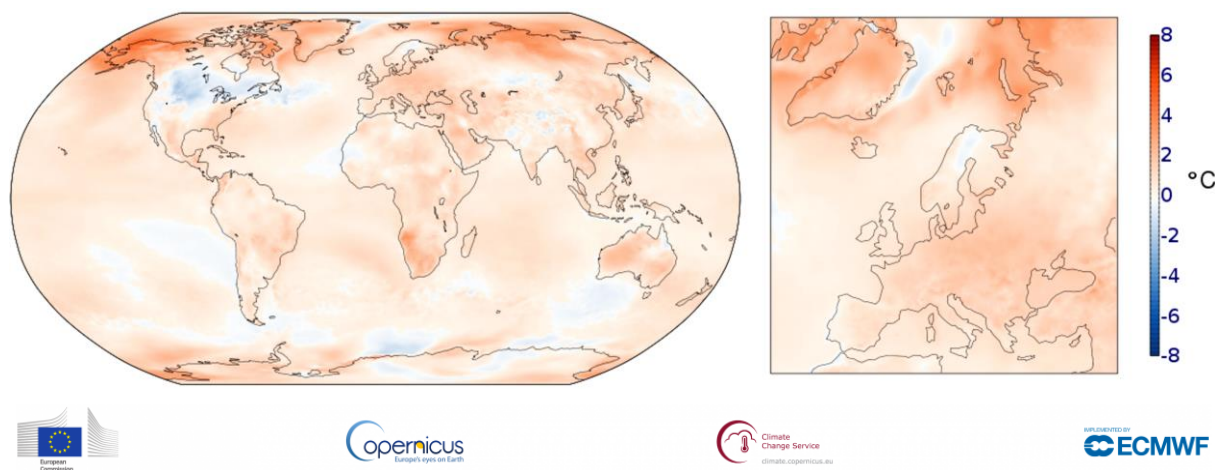 8
6
4
2
0
-2
-4
-6
-8
°C
European
Commission
Copernicus
Europe's eyes on Earth
Climate
Change Service
climate.copernicus.eu
IMPLEMENTED BY
ECMWF